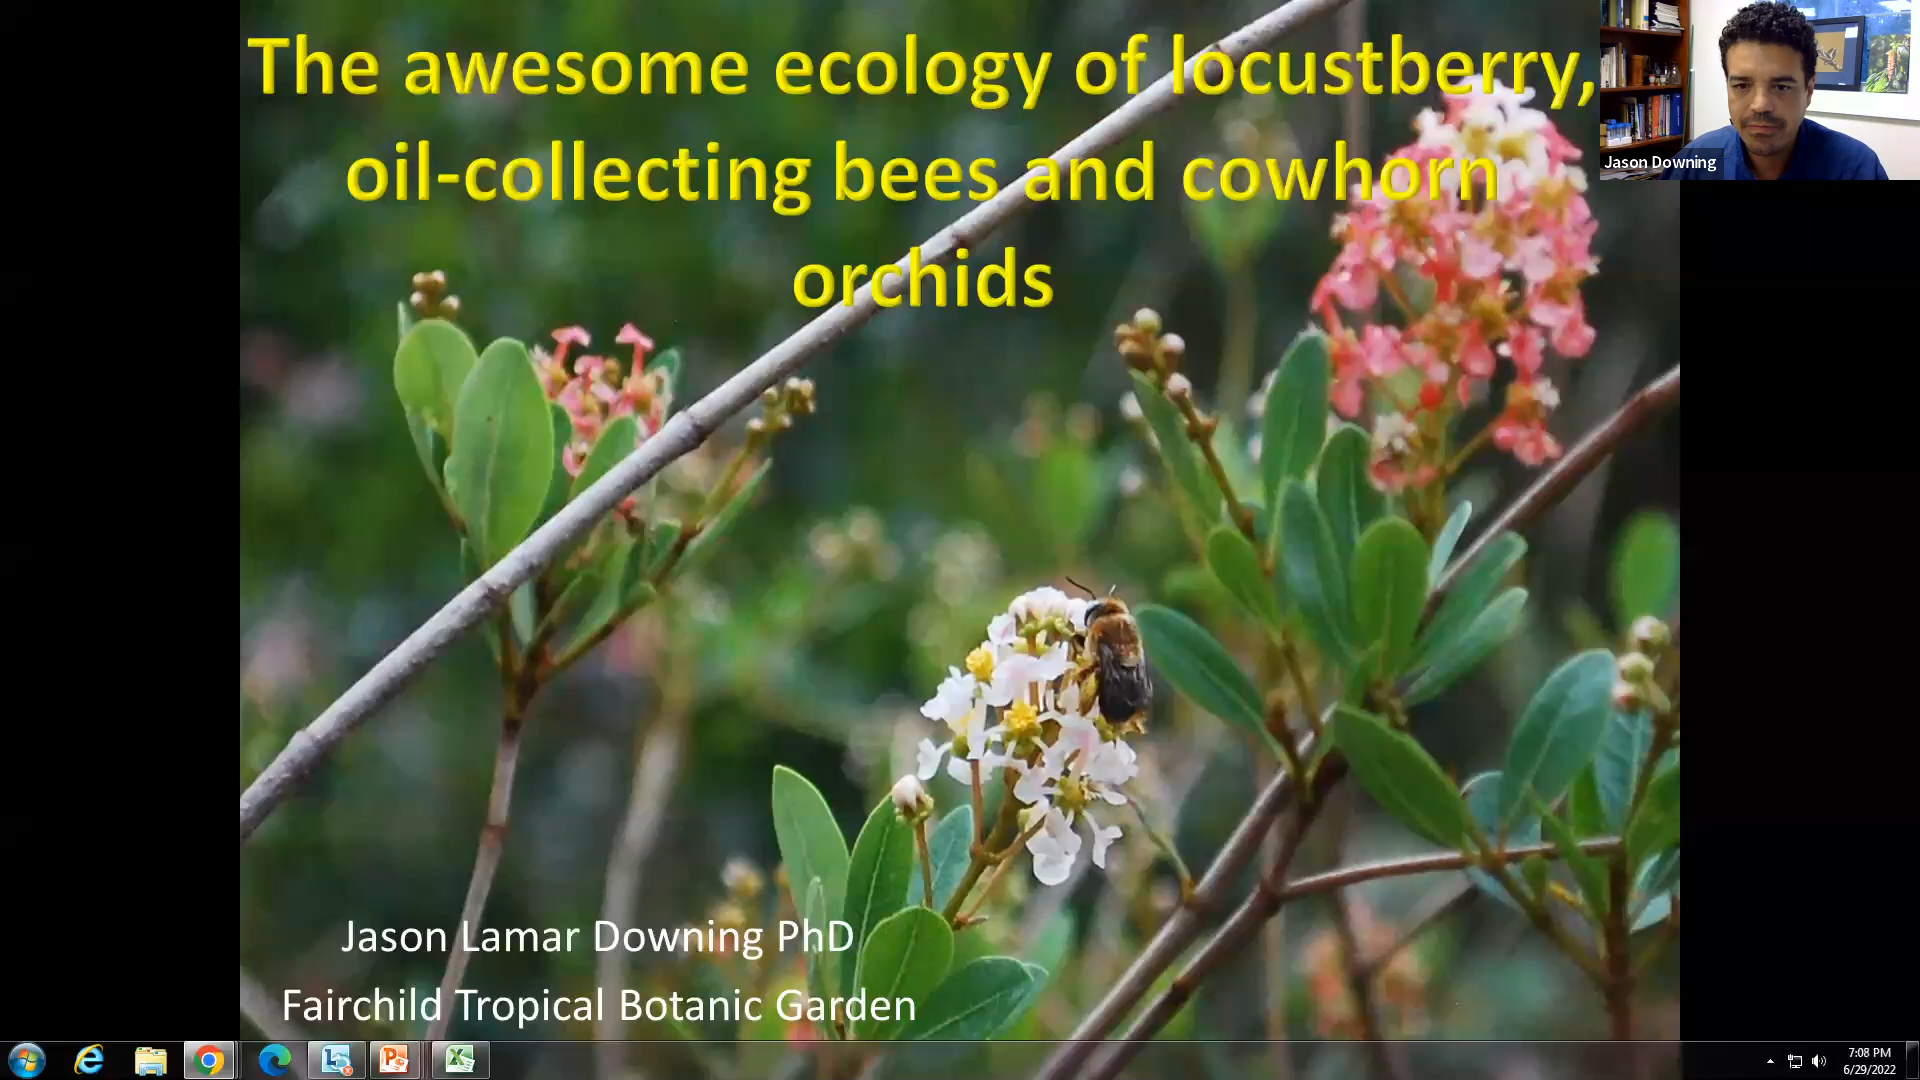 The awesome ecology of locustberry,
oil-collecting bees and cowhorn
orchids
Jason Downing
Jason Lamar Downing PhD
Fairchild Tropical Botanic Garden
7:08 PM
6/29/2022